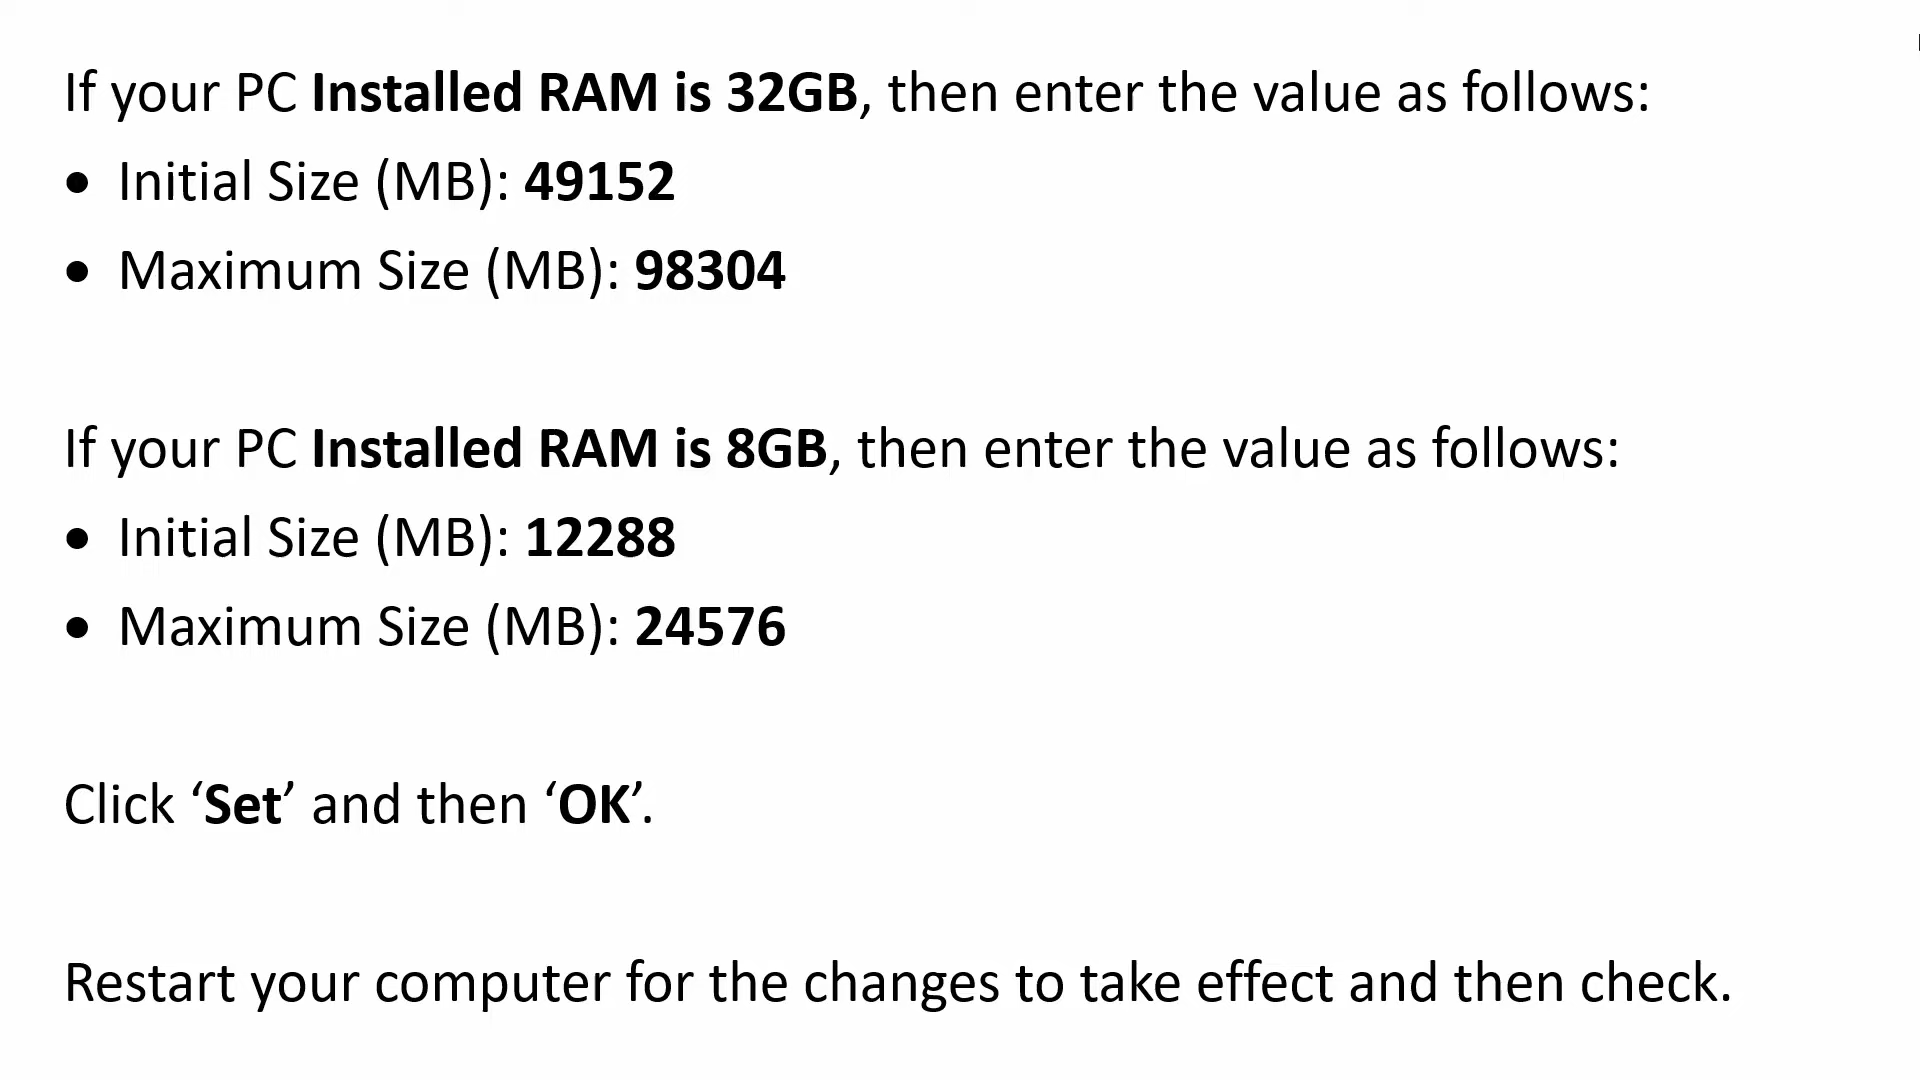 If your PC Installed RAM is 32GB, then enter the value as follows:
• Initial Size (MB): 49152
• Maximum Size (MB): 98304
If your PC Installed RAM is 8GB, then enter the value as follows:
• Initial Size (MB): 12288
• Maximum Size (MB): 24576
Click ‘Set’ and then ‘OK’.
Restart your computer for the changes to take effect and then check.